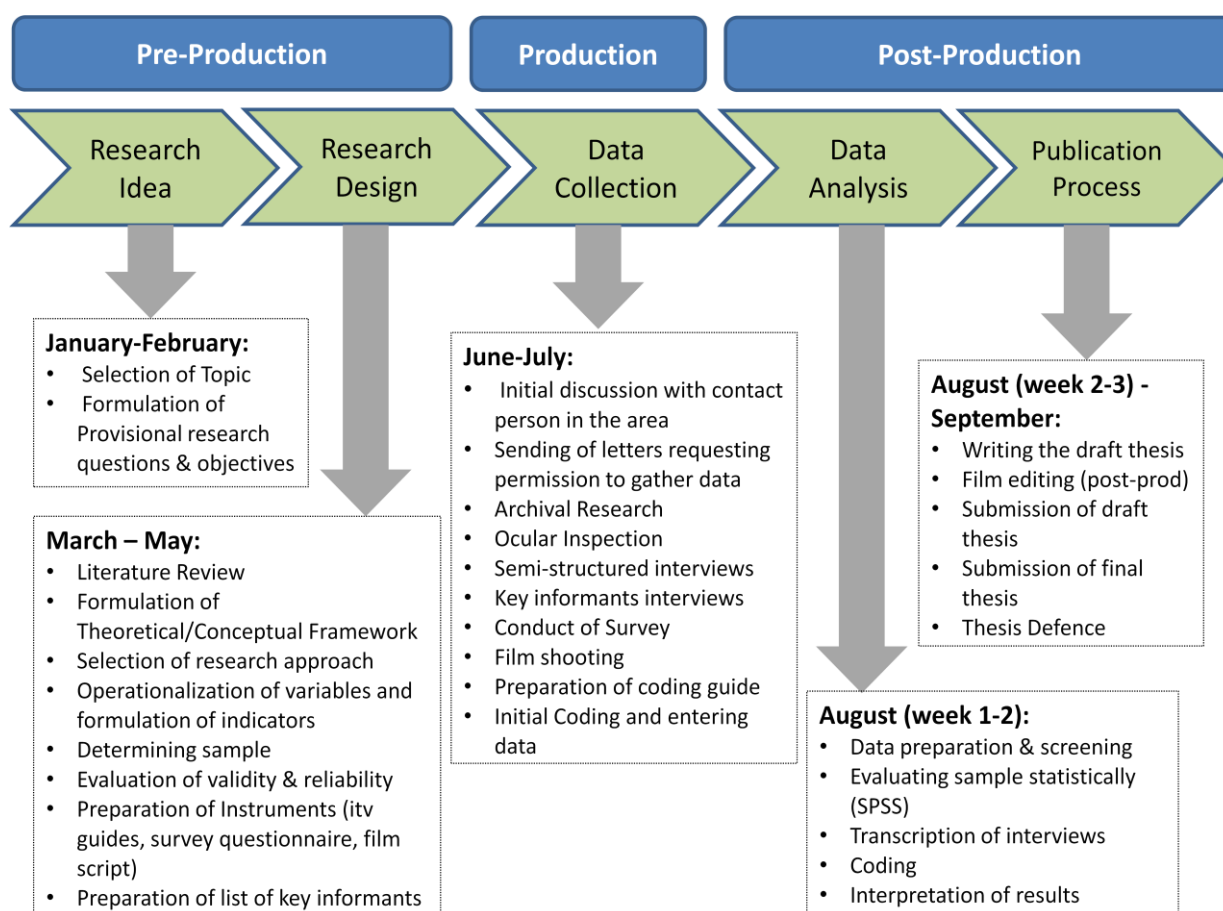 Pre-Production
Production
Post-Production
Research
Idea
Research
Design
Data
Collection
Data
Analysis
Publication
Process
January-February:
• Selection of Topic
• Formulation of
Provisional research
questions & objectives
March – May:
• Literature Review
• Formulation of
Theoretical/Conceptual Framework
• Selection of research approach
• Operationalization of variables and
formulation of indicators
• Determining sample
• Evaluation of validity & reliability
• Preparation of Instruments (itv
guides, survey questionnaire, film
script)
• Preparation of list of key informants
June-July:
• Initial discussion with contact
person in the area
• Sending of letters requesting
permission to gather data
• Archival Research
• Ocular Inspection
• Semi-structured interviews
• Key informants interviews
• Conduct of Survey
• Film shooting
• Preparation of coding guide
• Initial Coding and entering
data
August (week 1-2):
• Data preparation & screening
• Evaluating sample statistically
(SPSS)
• Transcription of interviews
• Coding
• Interpretation of results
August (week 2-3) -
September:
• Writing the draft thesis
• Film editing (post-prod)
• Submission of draft
thesis
• Submission of final
thesis
• Thesis Defence